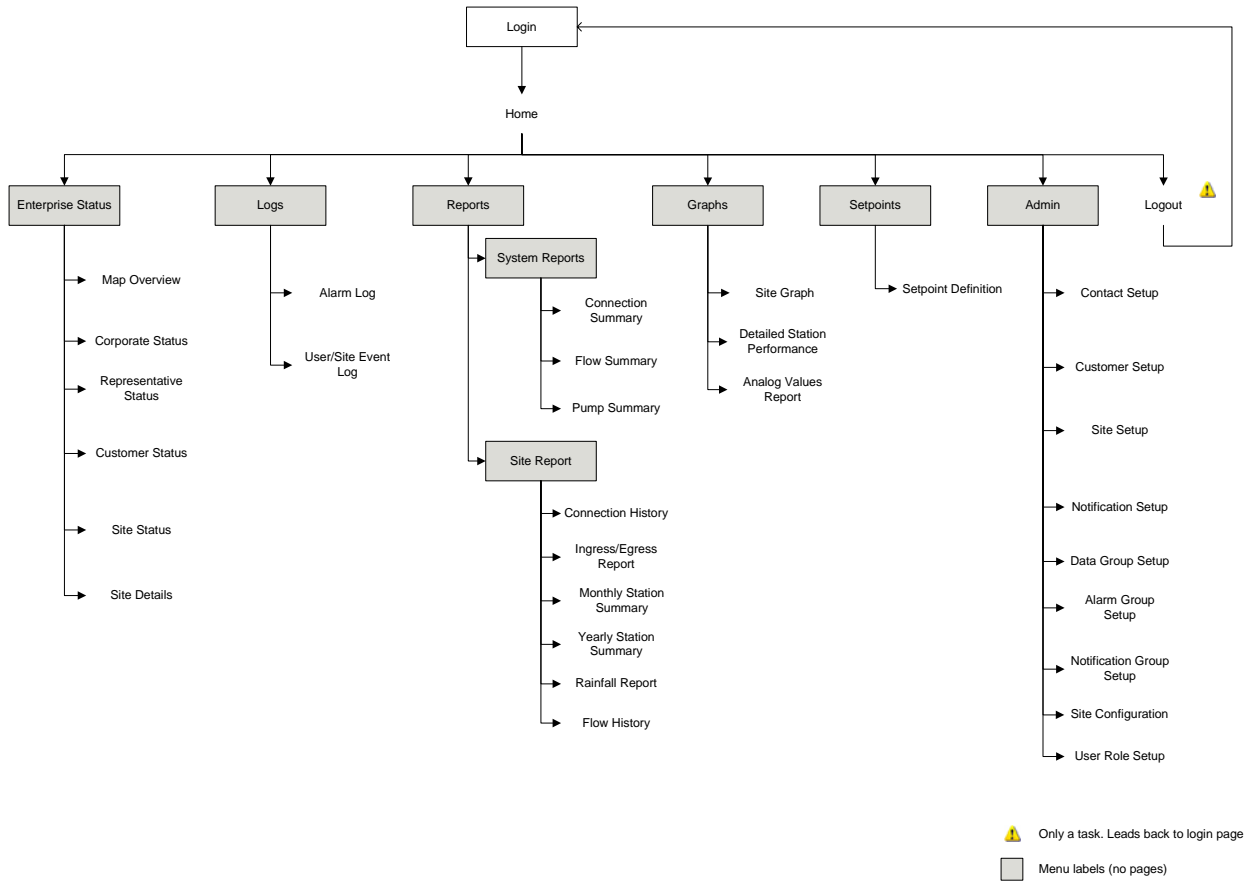 Login
Home
Enterprise Status
Logs
Reports
Graphs
Setpoints
Admin
Logout
Map Overview
Corporate Status
Representative
Status
Customer Status
Site Status
Site Details
Alarm Log
User/Site Event
Log
System Reports
Connection
Summary
Flow Summary
Pump Summary
Site Report
Connection History
Ingress/Egress
Report
Monthly Station
Summary
Yearly Station
Summary
Rainfall Report
Flow History
Site Graph
Detailed Station
Performance
Analog Values
Report
Setpoint Definition
Contact Setup
Customer Setup
Site Setup
Notification Setup
Data Group Setup
Alarm Group
Setup
Notification Group
Setup
Site Configuration
User Role Setup
Only a task. Leads back to login page
Menu labels (no pages)